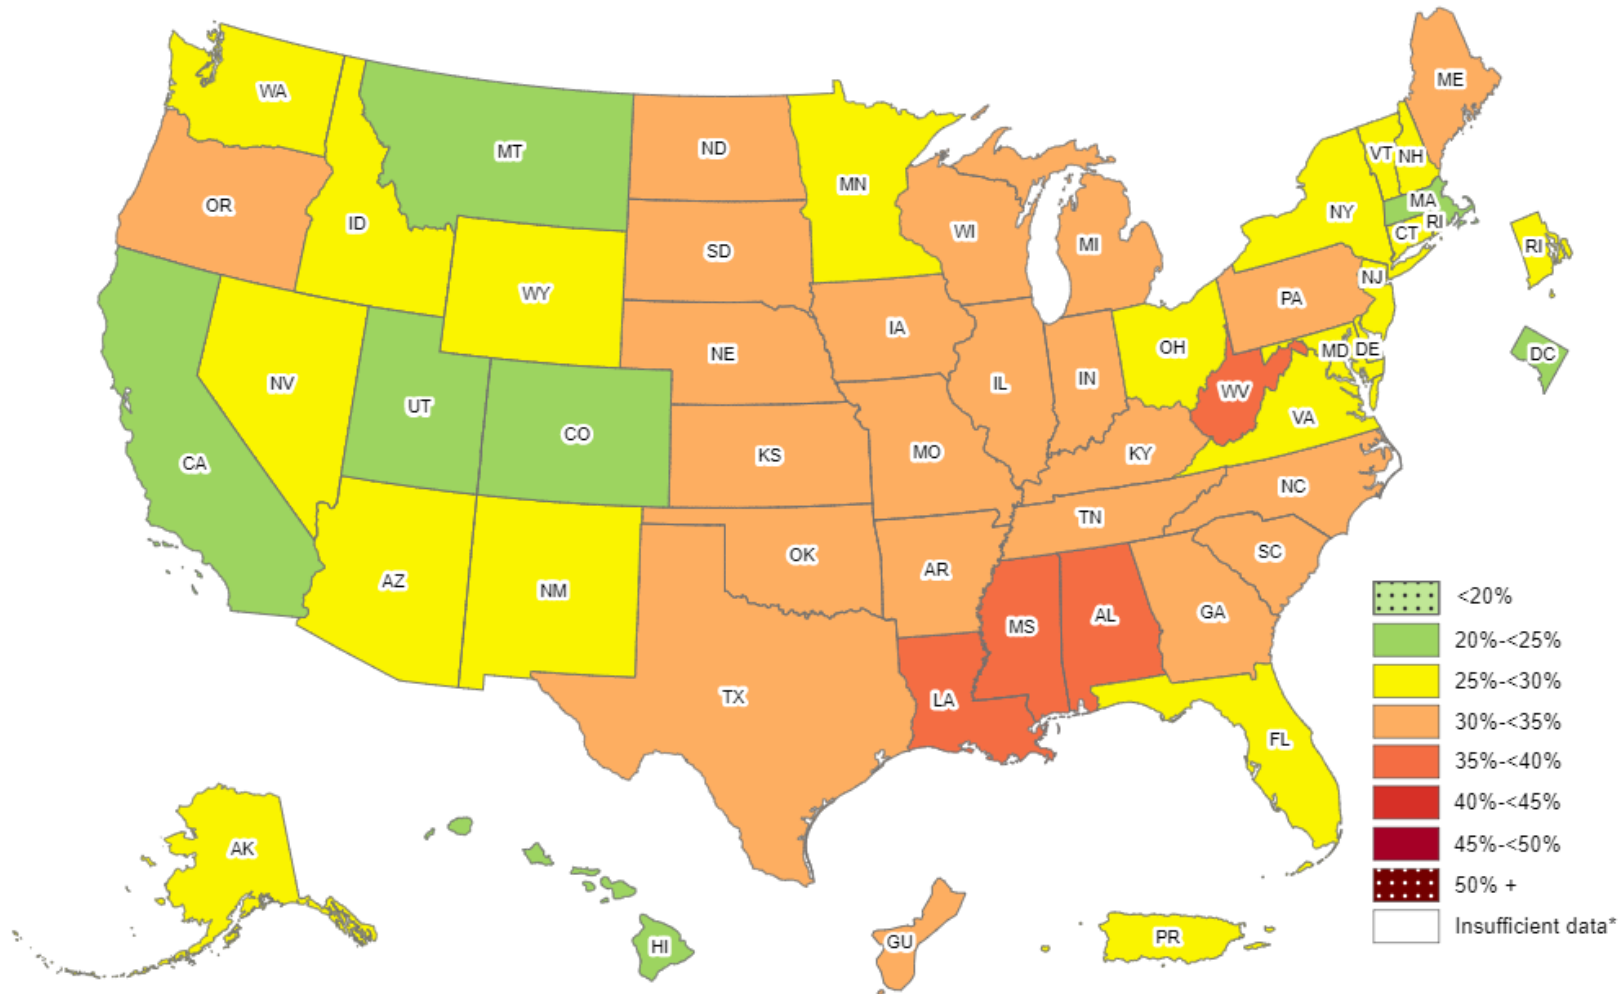 ME
WA
MT
ND
VT
NH
MN
OR
ID
NY
MA
RI
WI
CT
MI
SD
RI
WY
NJ
PA
IA
OH
MD
DE
DC
NE
NV
IL
IN
WV
UT
CO
VA
CA
KS
MO
KY
NC
TN
OK
SC
AR
AZ
NM
GA
AL
MS
TX
LA
FL
AK
HI
GU
PR
<20%
20%-<25%
25%-<30%
30%-<35%
35%-<40%
40%-<45%
45%-<50%
50% +
Insufficient data*